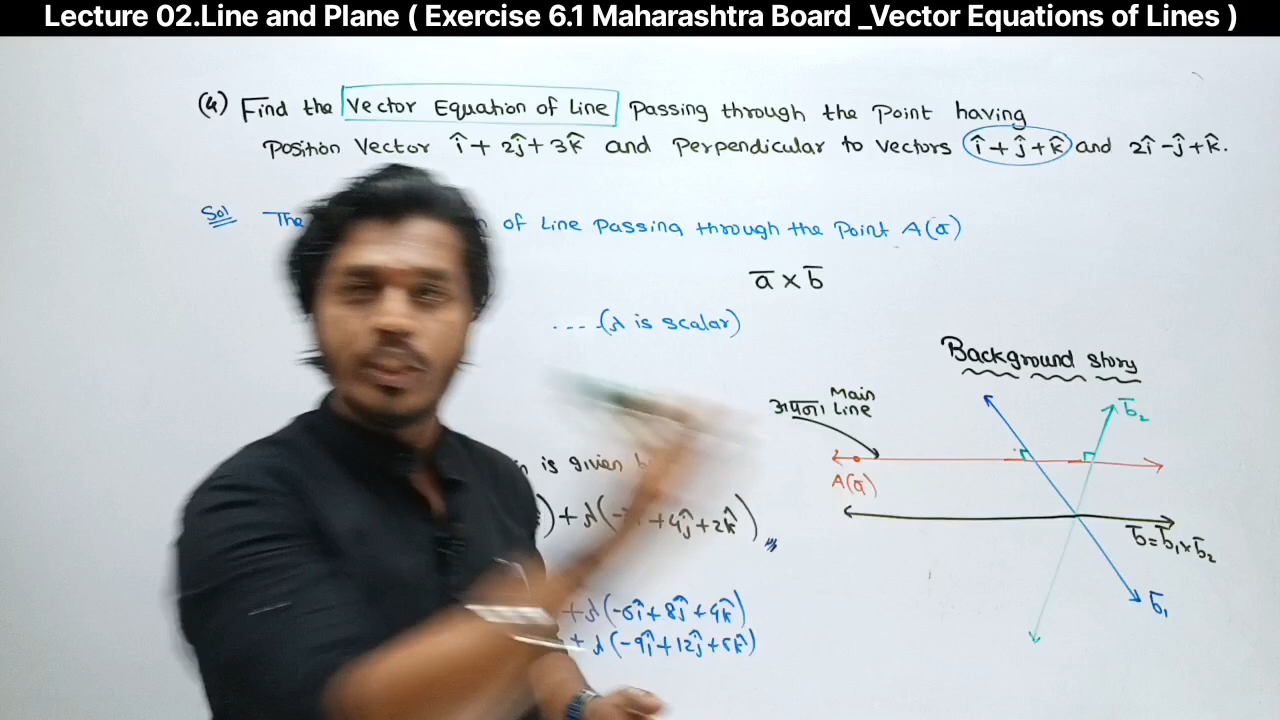 Lecture 02.Line and Plane ( Exercise 6.1 Maharashtra Board _Vector Equations of Lines )
(4) Find the Vector Equation of Line Passing through the Point having
Position Vector î + 2ĵ + 3k̂ and Perpendicular to Vectors î + ĵ + k̂ and 2î - ĵ + k̂.
Sol The of Line Passing through the Point A(a̅)
a̅ × b̅
.... (λ is scalar)
Background story
अपना Main Line
b̅₂
A(a̅)
is given
) + λ( + 4ĵ + 2k̂)
b̅ = b̅₁ × b̅₂
+ λ(-6î + 8ĵ + 4k̂)
+ λ(-9î + 12ĵ + 6k̂)
b̅₁